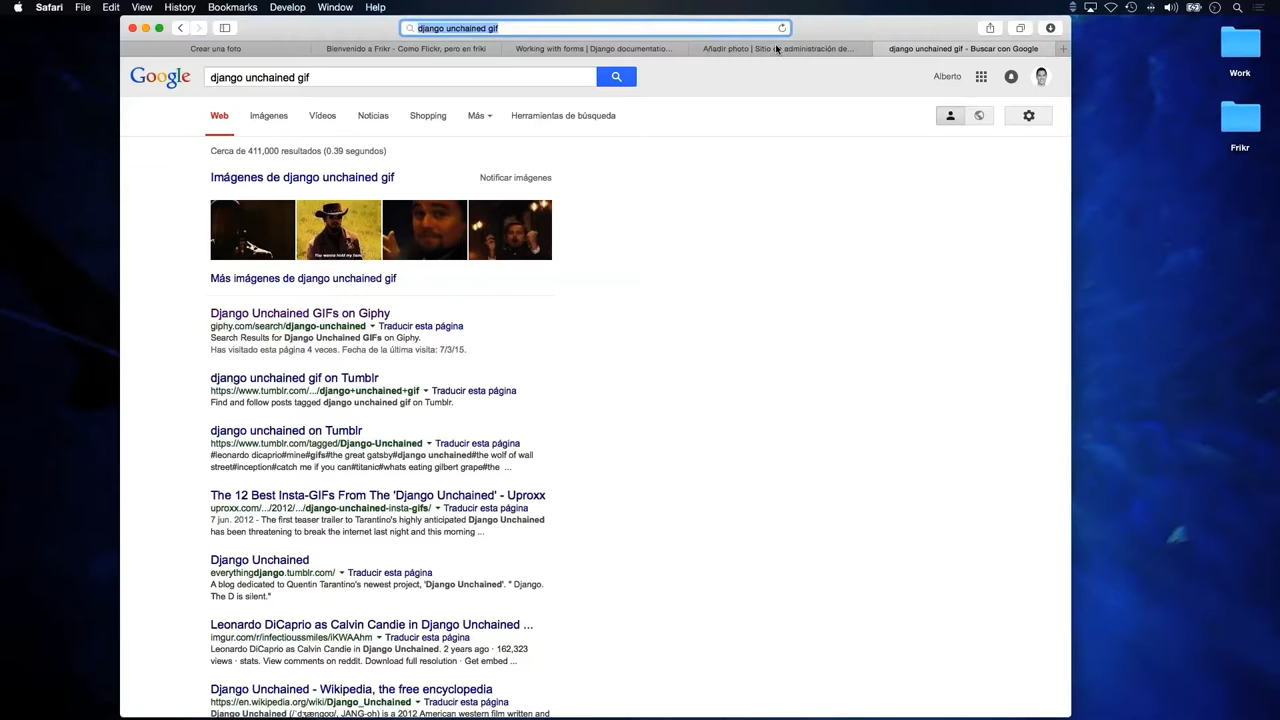 Safari File Edit View History Bookmarks Develop Window Help
django unchained gif
Crear una foto
Bienvenido a Frikr - Como Flickr, pero en friki
Working with forms | Django documentatio...
Añadir photo | Sitio de administración de...
django unchained gif - Buscar con Google
Work
Frikr
Google
django unchained gif
Alberto
Web Imágenes Vídeos Noticias Shopping Más Herramientas de búsqueda
Cerca de 411,000 resultados (0.39 segundos)
Imágenes de django unchained gif
Notificar imágenes
Más imágenes de django unchained gif
Django Unchained GIFs on Giphy
giphy.com/search/django-unchained Traducir esta página
Search Results for Django Unchained GIFs on Giphy.
Has visitado esta página 4 veces. Fecha de la última visita: 7/3/15.
django unchained gif on Tumblr
https://www.tumblr.com/.../django+unchained+gif Traducir esta página
Find and follow posts tagged django unchained gif on Tumblr.
django unchained on Tumblr
https://www.tumblr.com/tagged/Django-Unchained Traducir esta página
#leonardo dicaprio#mine#gifs#the great gatsby#django unchained#the wolf of wall
street#inception#catch me if you can#titanic#whats eating gilbert grape#the ...
The 12 Best Insta-GIFs From The 'Django Unchained' - Uproxx
uproxx.com/.../2012/.../django-unchained-insta-gifs/ Traducir esta página
7 jun. 2012 - The first teaser trailer to Tarantino's highly anticipated Django Unchained
has been threatening to break the internet last night and this morning ...
Django Unchained
everythingdjango.tumblr.com/ Traducir esta página
A blog dedicated to Quentin Tarantino's newest project, 'Django Unchained'. " Django.
The D is silent."
Leonardo DiCaprio as Calvin Candie in Django Unchained ...
imgur.com/r/infectioussmiles/iKWAAhm Traducir esta página
Leonardo DiCaprio as Calvin Candie in Django Unchained. 2 years ago · 162,323
views · stats. View comments on reddit. Download full resolution · Get embed ...
Django Unchained - Wikipedia, the free encyclopedia
https://en.wikipedia.org/wiki/Django_Unchained Traducir esta página
Django Unchained (/ˈdʒæŋɡoʊ/, JANG-oh) is a 2012 American western film written and